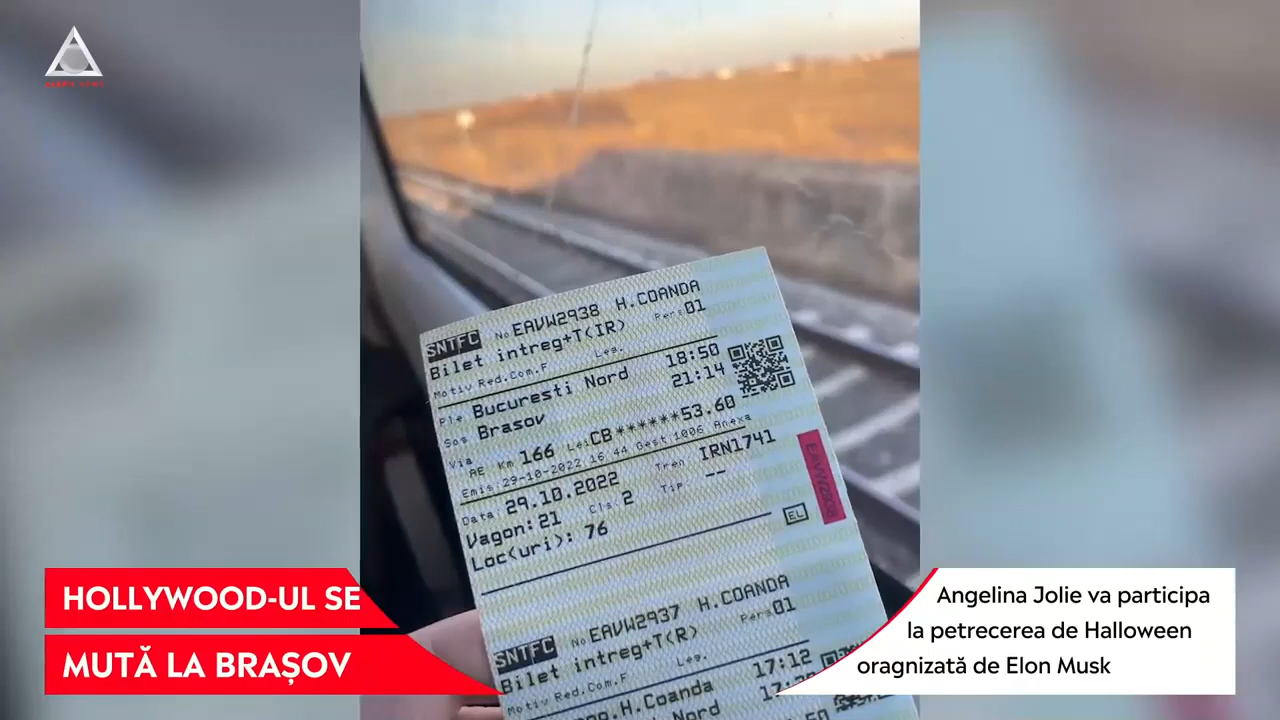 SNTFC No EAVW2938 H.COANDA
Bilet intreg+T(IR) Pers 01
Leg.
Motiv Red.Com.F
Ple Bucuresti Nord 18:50
Sos Brasov 21:14
Via
AE Km 166 Lei CB******53.60
Emis:29-10-2022 16:44 Gest:1006 Anexa
Data: 29.10.2022 Tren IRN1741
Vagon: 21 Cls: 2 Tip --
Loc(uri): 76
EL
SNTFC No EAVW2937 H.COANDA
Bilet intreg+T(R) Pers 01
Leg.
Motiv Red.Com.F
H.Coanda 17:12
Nord
HOLLYWOOD-UL SE
MUTĂ LA BRAȘOV
Angelina Jolie va participa
la petrecerea de Halloween
oragnizată de Elon Musk